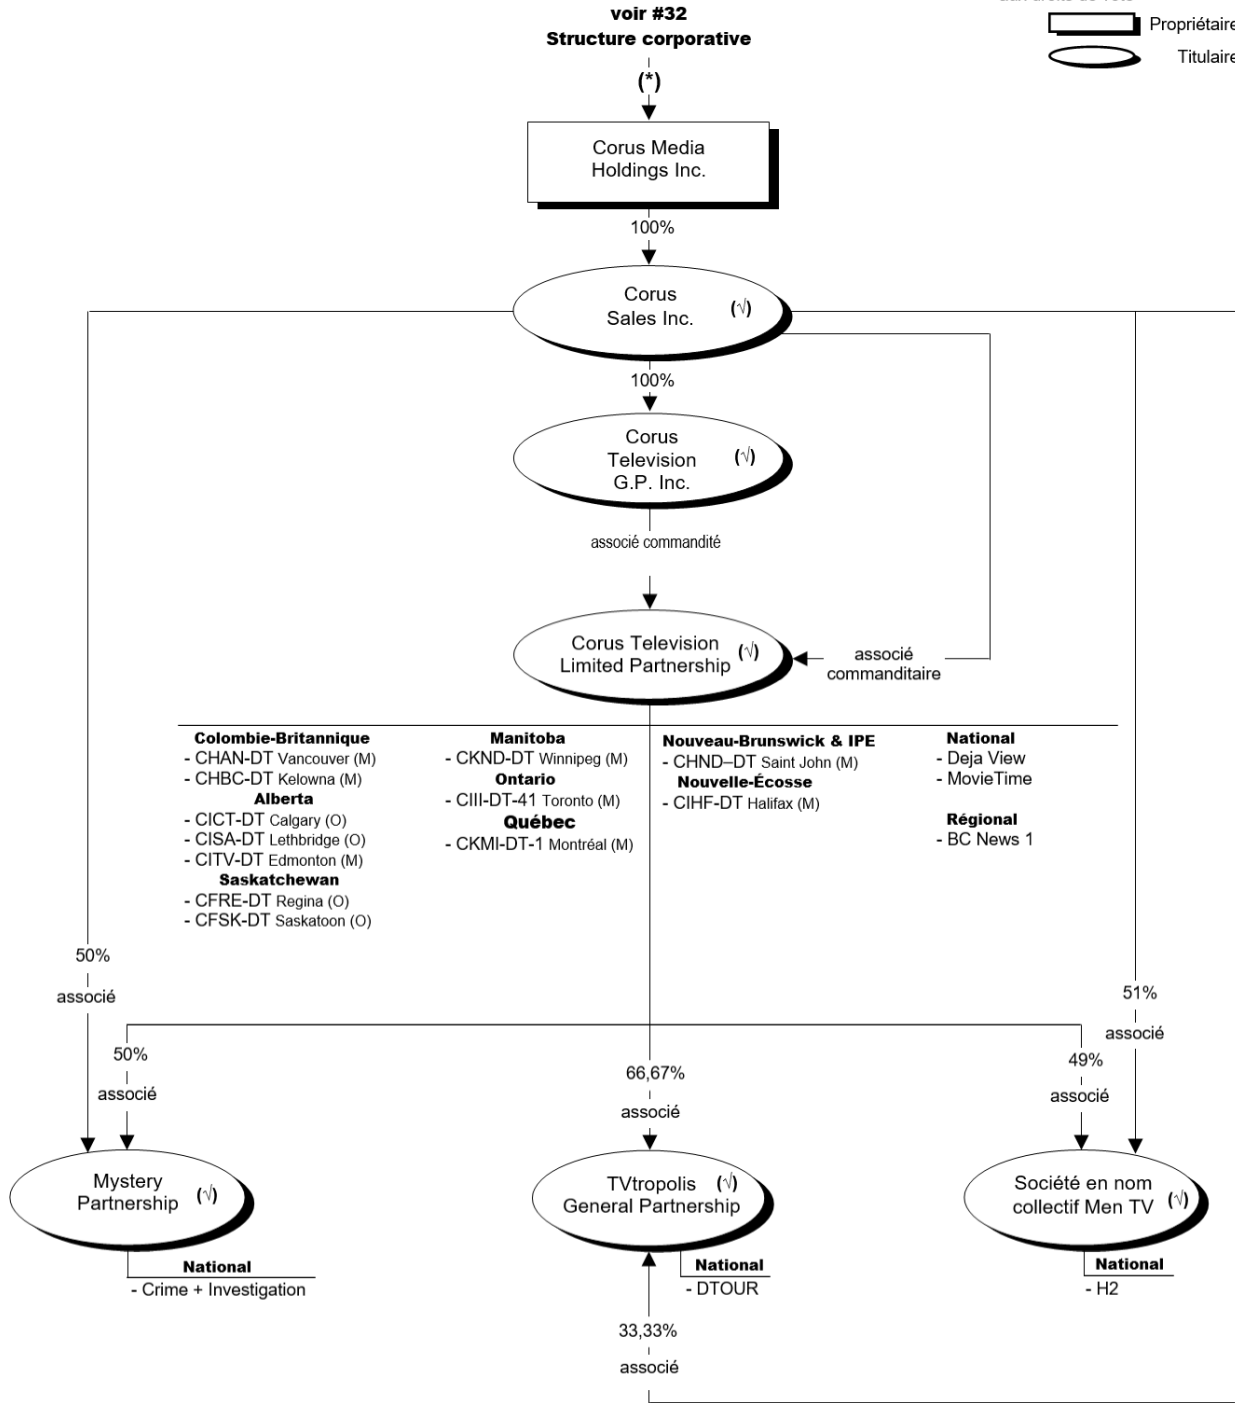 voir #32
Structure corporative
(*)
Propriétaire
Titulaire
Corus Media
Holdings Inc.
100%
Corus
Sales Inc.
(√)
100%
Corus
Television
G.P. Inc.
(√)
associé commandité
Corus Television
Limited Partnership
(√)
associé
commanditaire
Colombie-Britannique
- CHAN-DT Vancouver (M)
- CHBC-DT Kelowna (M)
Alberta
- CICT-DT Calgary (O)
- CISA-DT Lethbridge (O)
- CITV-DT Edmonton (M)
Saskatchewan
- CFRE-DT Regina (O)
- CFSK-DT Saskatoon (O)
Manitoba
- CKND-DT Winnipeg (M)
Ontario
- CIII-DT-41 Toronto (M)
Québec
- CKMI-DT-1 Montréal (M)
Nouveau-Brunswick & IPE
- CHND–DT Saint John (M)
Nouvelle-Écosse
- CIHF-DT Halifax (M)
National
- Deja View
- MovieTime
Régional
- BC News 1
50%
associé
50%
associé
66,67%
associé
49%
associé
51%
associé
Mystery
Partnership
(√)
National
- Crime + Investigation
TVtropolis
General Partnership
(√)
National
- DTOUR
Société en nom
collectif Men TV
(√)
National
- H2
33,33%
associé